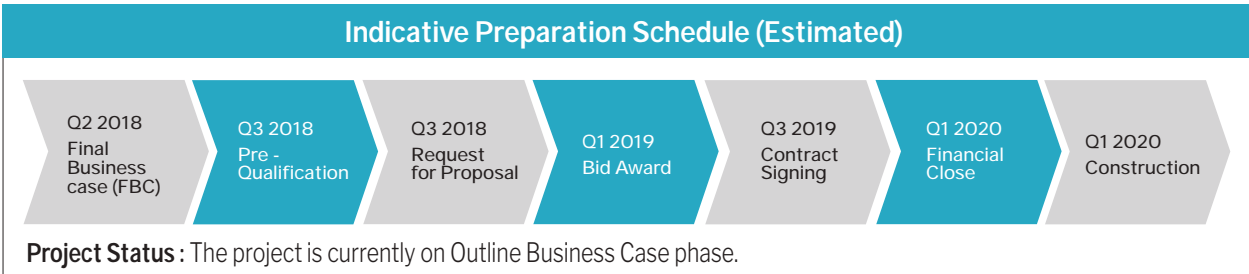 Indicative Preparation Schedule (Estimated)
Q2 2018
Final
Business
case (FBC)
Q3 2018
Pre -
Qualification
Q3 2018
Request
for Proposal
Q1 2019
Bid Award
Q3 2019
Contract
Signing
Q1 2020
Financial
Close
Q1 2020
Construction
Project Status : The project is currently on Outline Business Case phase.